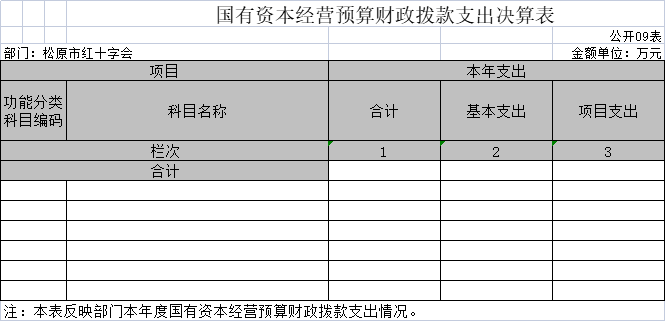 国有资本经营预算财政拨款支出决算表
公开09表
部门：松原市红十字会 金额单位：万元
项目 本年支出
功能分类科目编码 科目名称 合计 基本支出 项目支出
栏次 1 2 3
合计
注：本表反映部门本年度国有资本经营预算财政拨款支出情况。